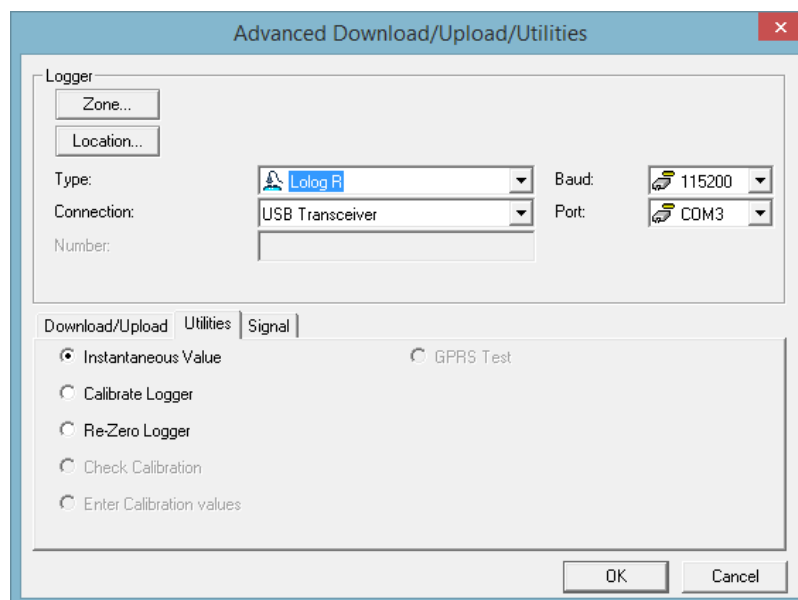 Advanced Download/Upload/Utilities
Logger
Zone...
Location...
Type: Lolog R Baud: 115200
Connection: USB Transceiver Port: COM3
Number:
Download/Upload Utilities Signal
Instantaneous Value GPRS Test
Calibrate Logger
Re-Zero Logger
Check Calibration
Enter Calibration values
OK Cancel